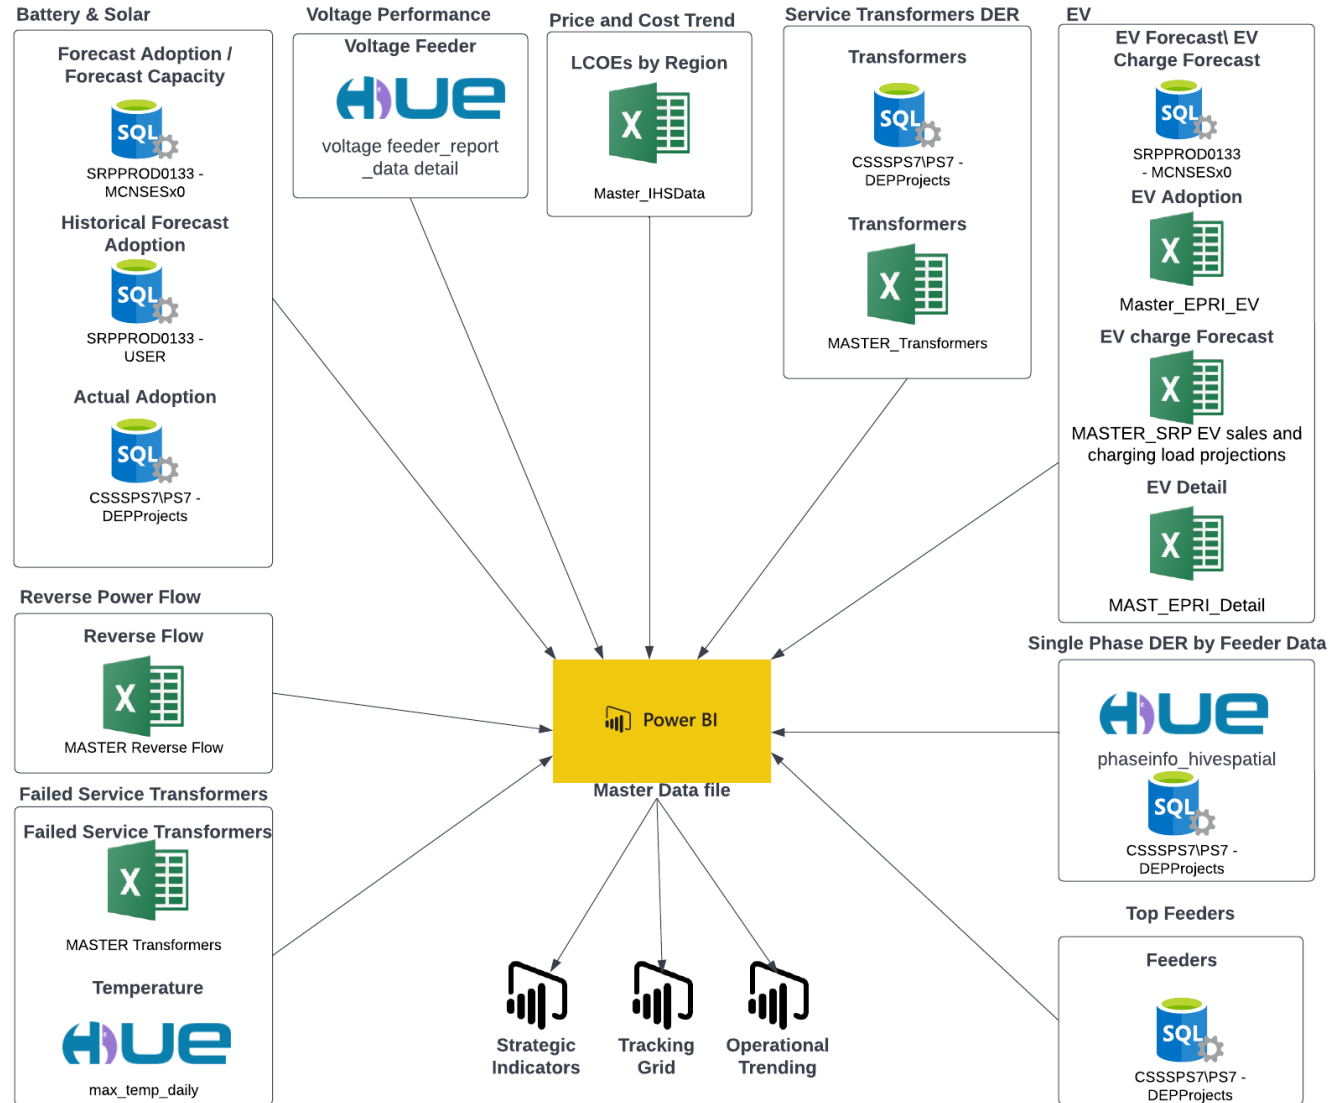 Battery & Solar
Forecast Adoption /
Forecast Capacity
SQL
SRPPROD0133 -
MCNSESx0
Historical Forecast
Adoption
SQL
SRPPROD0133 -
USER
Actual Adoption
SQL
CSSSPS7\PS7 -
DEPProjects
Voltage Performance
Voltage Feeder
HUE
voltage feeder_report
_data detail
Price and Cost Trend
LCOEs by Region
X
Master_IHSData
Service Transformers DER
Transformers
SQL
CSSSPS7\PS7 -
DEPProjects
Transformers
X
MASTER_Transformers
EV
EV Forecast\ EV
Charge Forecast
SQL
SRPPROD0133
- MCNSESx0
EV Adoption
X
Master_EPRI_EV
EV charge Forecast
X
MASTER_SRP EV sales and
charging load projections
EV Detail
X
MAST_EPRI_Detail
Reverse Power Flow
Reverse Flow
X
MASTER Reverse Flow
Failed Service Transformers
Failed Service Transformers
X
MASTER Transformers
Temperature
HUE
max_temp_daily
Power BI
Master Data file
Strategic
Indicators
Tracking
Grid
Operational
Trending
Single Phase DER by Feeder Data
HUE
phaseinfo_hivespatial
SQL
CSSSPS7\PS7 -
DEPProjects
Top Feeders
Feeders
SQL
CSSSPS7\PS7 -
DEPProjects